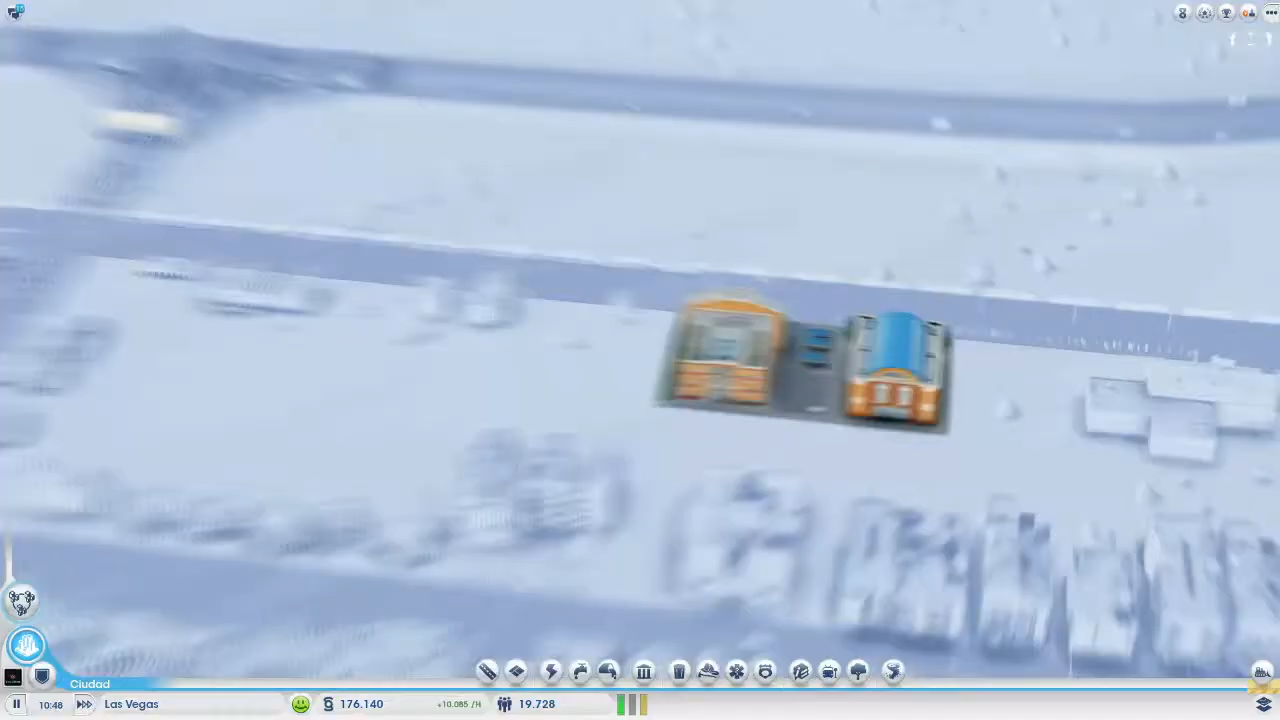 Ciudad
10:48
Las Vegas
176.140
+10.085 /H
19.728